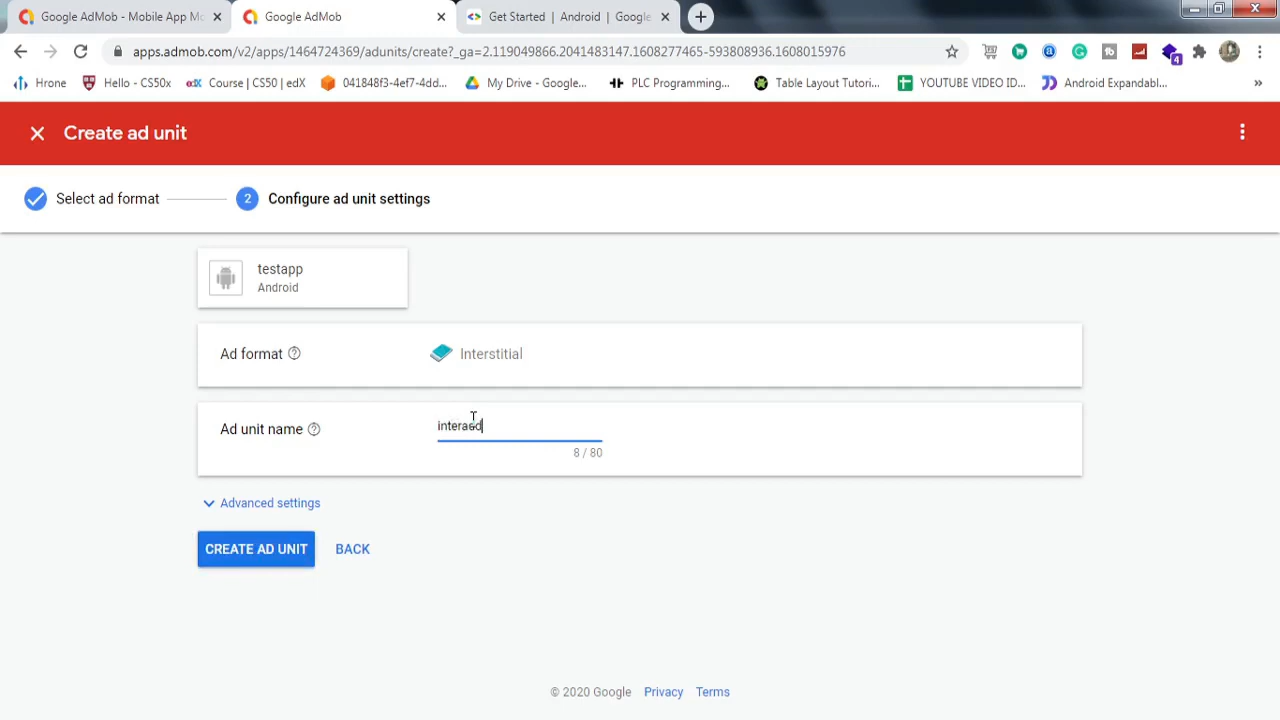 Google AdMob - Mobile App Mo
Google AdMob
Get Started | Android | Google
apps.admob.com/v2/apps/1464724369/adunits/create?_ga=2.119049866.2041483147.1608277465-593808936.1608015976
Hrone
Hello - CS50x
edX
Course | CS50 | edX
041848f3-4ef7-4dd...
My Drive - Google...
PLC Programming...
Table Layout Tutori...
YOUTUBE VIDEO ID...
Android Expandabl...
»
4
Create ad unit
Select ad format
2
Configure ad unit settings
testapp
Android
Ad format
Interstitial
Ad unit name
interaed
8 / 80
Advanced settings
CREATE AD UNIT
BACK
© 2020 Google
Privacy
Terms